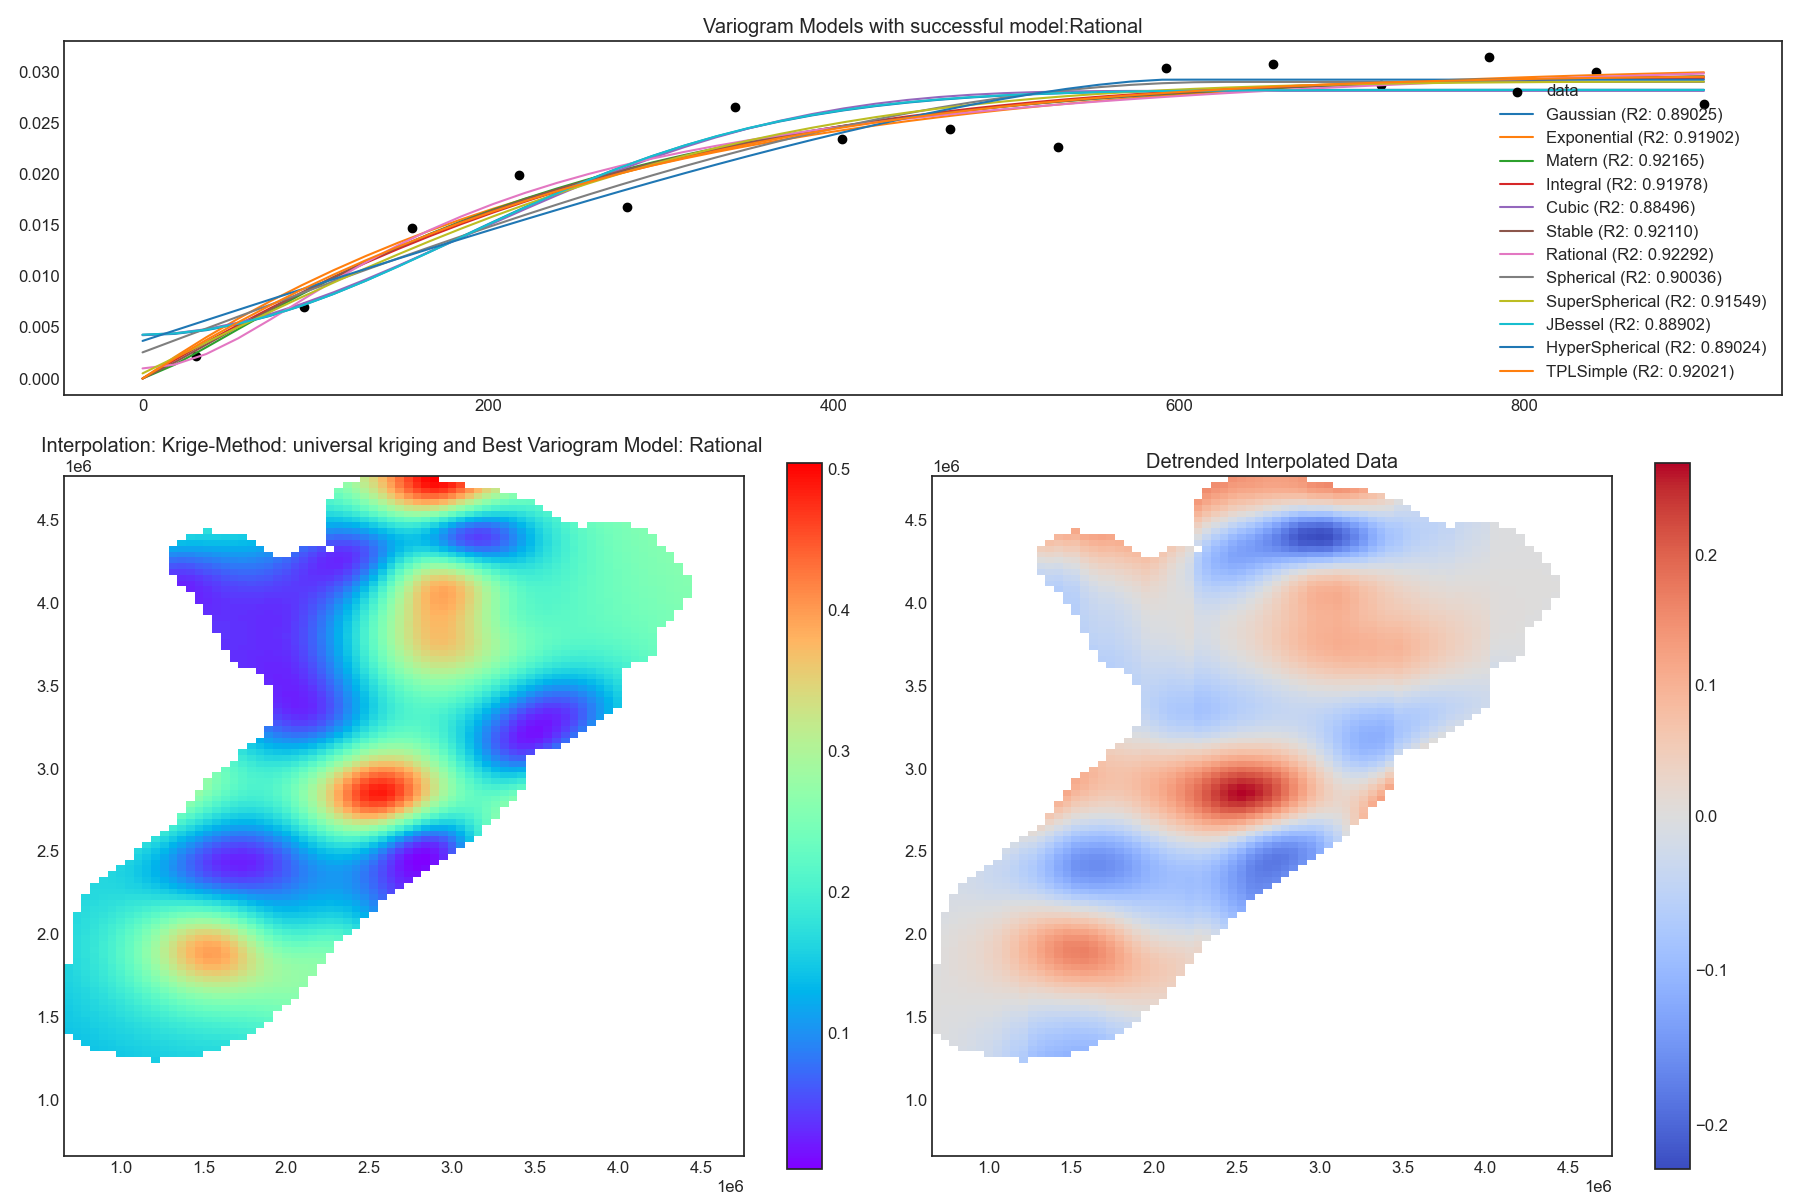 Variogram Models with successful model:Rational
0.030
0.025
0.020
0.015
0.010
0.005
0.000
0 200 400 600 800
data
Gaussian (R2: 0.89025)
Exponential (R2: 0.91902)
Matern (R2: 0.92165)
Integral (R2: 0.91978)
Cubic (R2: 0.88496)
Stable (R2: 0.92110)
Rational (R2: 0.92292)
Spherical (R2: 0.90036)
SuperSpherical (R2: 0.91549)
JBessel (R2: 0.88902)
HyperSpherical (R2: 0.89024)
TPLSimple (R2: 0.92021)
Interpolation: Krige-Method: universal kriging and Best Variogram Model: Rational
1e6
4.5
4.0
3.5
3.0
2.5
2.0
1.5
1.0
1.0 1.5 2.0 2.5 3.0 3.5 4.0 4.5
1e6
0.5
0.4
0.3
0.2
0.1
Detrended Interpolated Data
1e6
4.5
4.0
3.5
3.0
2.5
2.0
1.5
1.0
1.0 1.5 2.0 2.5 3.0 3.5 4.0 4.5
1e6
0.2
0.1
0.0
−0.1
−0.2